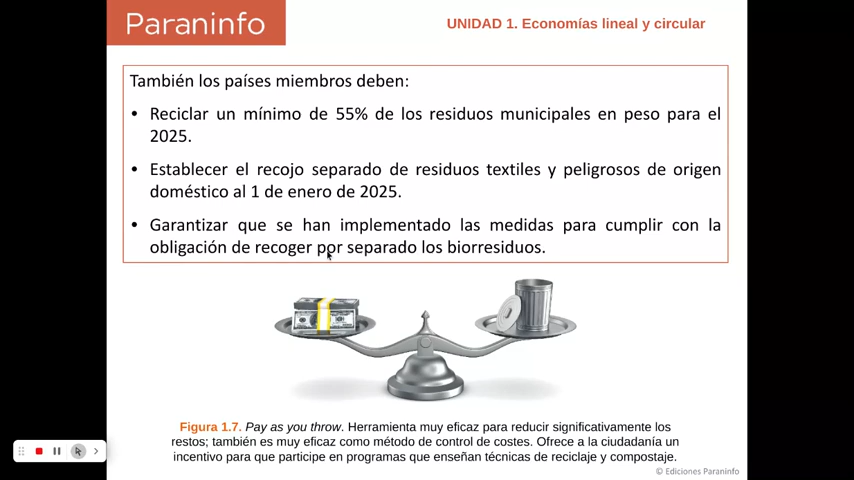 Paraninfo
UNIDAD 1. Economías lineal y circular
También los países miembros deben:
• Reciclar un mínimo de 55% de los residuos municipales en peso para el
2025.
• Establecer el recojo separado de residuos textiles y peligrosos de origen
doméstico al 1 de enero de 2025.
• Garantizar que se han implementado las medidas para cumplir con la
obligación de recoger por separado los biorresiduos.
Figura 1.7. Pay as you throw. Herramienta muy eficaz para reducir significativamente los
restos; también es muy eficaz como método de control de costes. Ofrece a la ciudadanía un
incentivo para que participe en programas que enseñan técnicas de reciclaje y compostaje.
© Ediciones Paraninfo